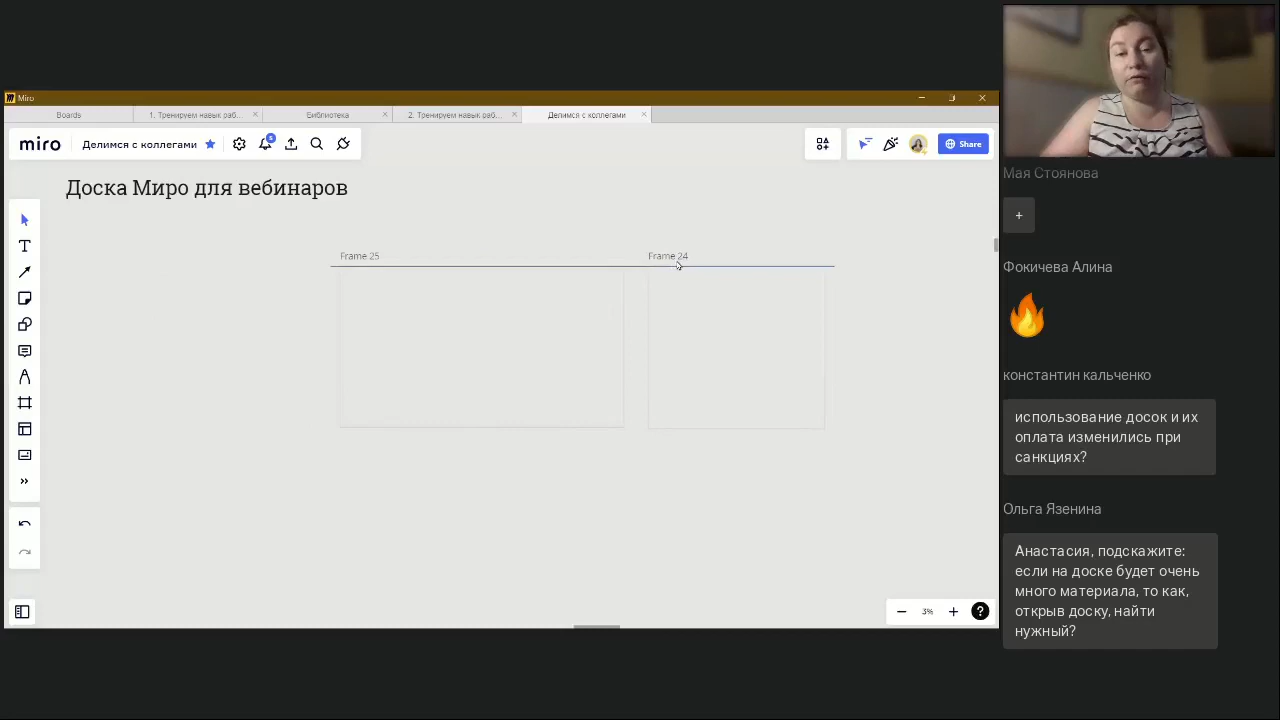 Miro
Boards
1. Тренируем навык раб...
Библиотека
2. Тренируем навык раб...
Делимся с коллегами
miro
Делимся с коллегами
5
Share
Доска Миро для вебинаров
Frame 25
Frame 24
3%
Мая Стоянова
+
Фокичева Алина
константин кальченко
использование досок и их
оплата изменились при
санкциях?
Ольга Язенина
Анастасия, подскажите:
если на доске будет очень
много материала, то как,
открыв доску, найти
нужный?